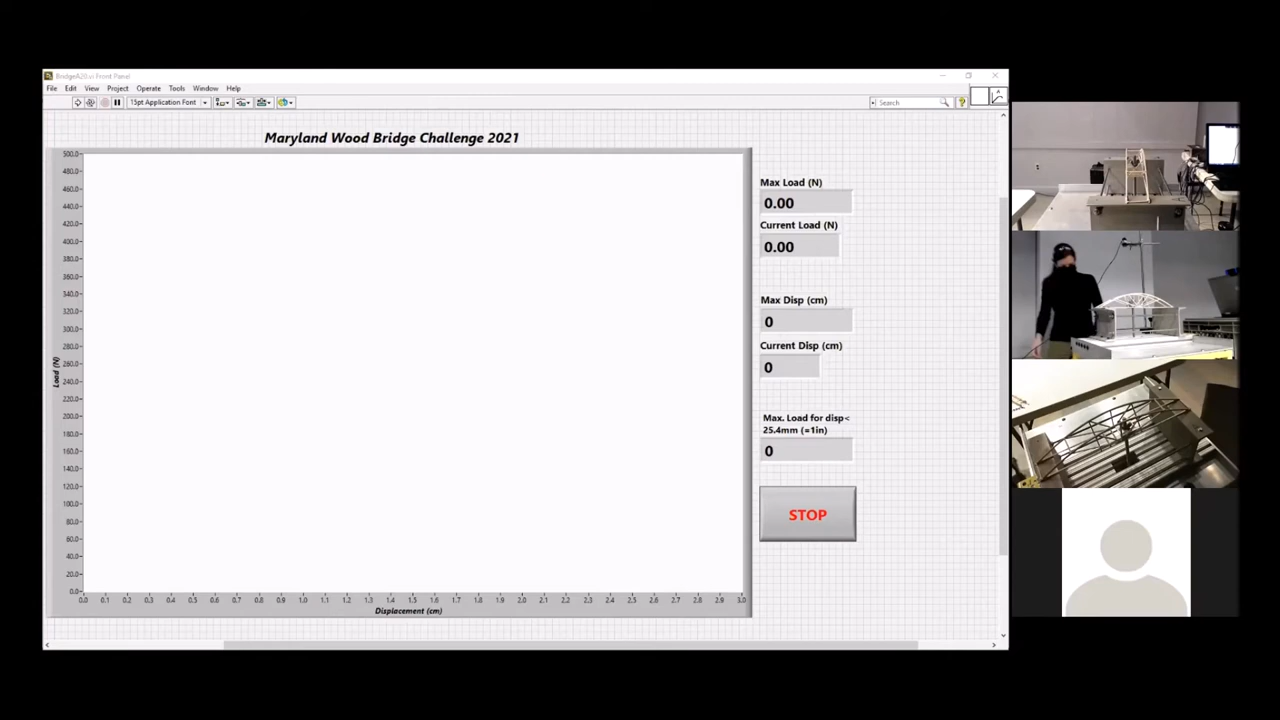 BridgeA20.vi Front Panel
File Edit View Project Operate Tools Window Help
15pt Application Font
Search
Maryland Wood Bridge Challenge 2021
500.0
480.0
460.0
440.0
420.0
400.0
380.0
360.0
340.0
320.0
300.0
280.0
260.0
240.0
220.0
200.0
180.0
160.0
140.0
120.0
100.0
80.0
60.0
40.0
20.0
0.0
Load (N)
0.0 0.1 0.2 0.3 0.4 0.5 0.6 0.7 0.8 0.9 1.0 1.1 1.2 1.3 1.4 1.5 1.6 1.7 1.8 1.9 2.0 2.1 2.2 2.3 2.4 2.5 2.6 2.7 2.8 2.9 3.0
Displacement (cm)
Max Load (N)
0.00
Current Load (N)
0.00
Max Disp (cm)
0
Current Disp (cm)
0
Max. Load for disp<
25.4mm (=1in)
0
STOP